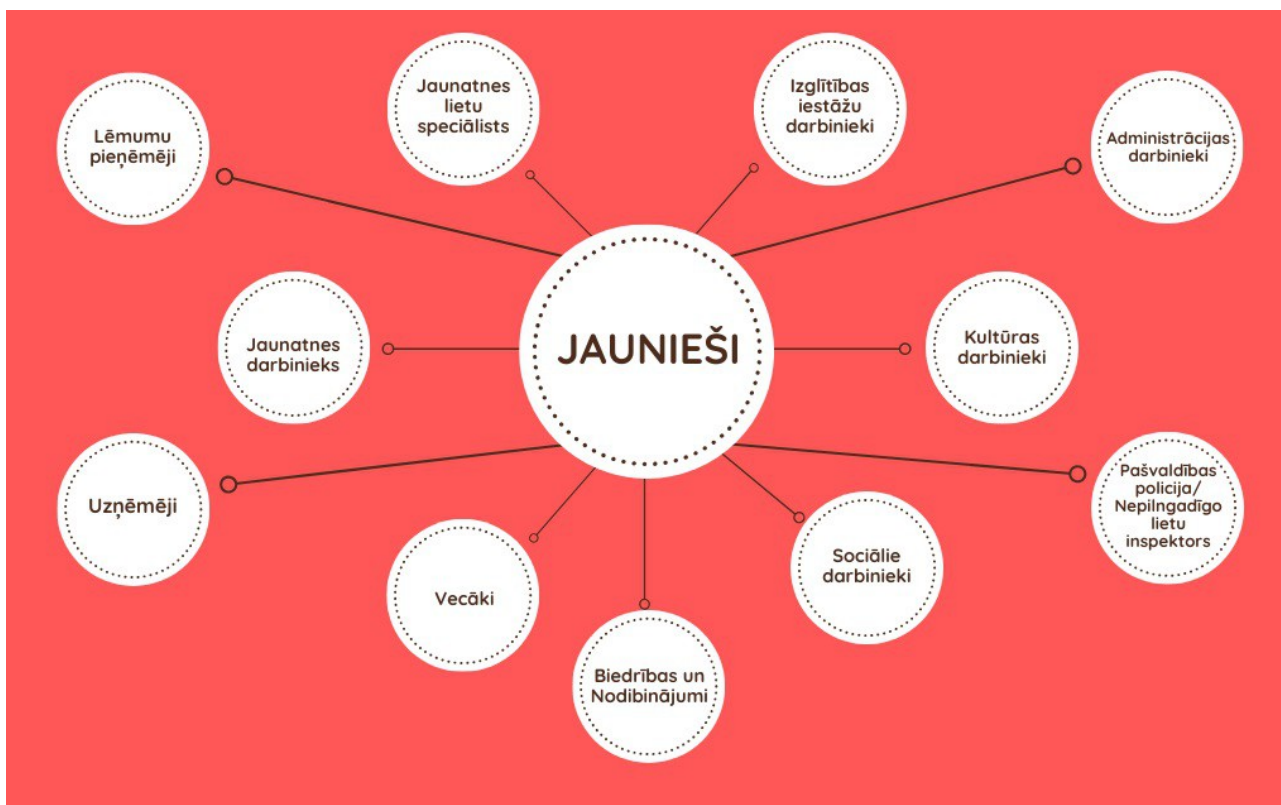 Jaunatnes
lietu
speciālists
Izglītības
iestāžu
darbinieki
Lēmumu
pieņēmēji
Administrācijas
darbinieki
Jaunatnes
darbinieks
JAUNIEŠI
Kultūras
darbinieki
Uzņēmēji
Pašvaldības
policija/
Nepilngadīgo
lietu
inspektors
Vecāki
Sociālie
darbinieki
Biedrības un
Nodibinājumi